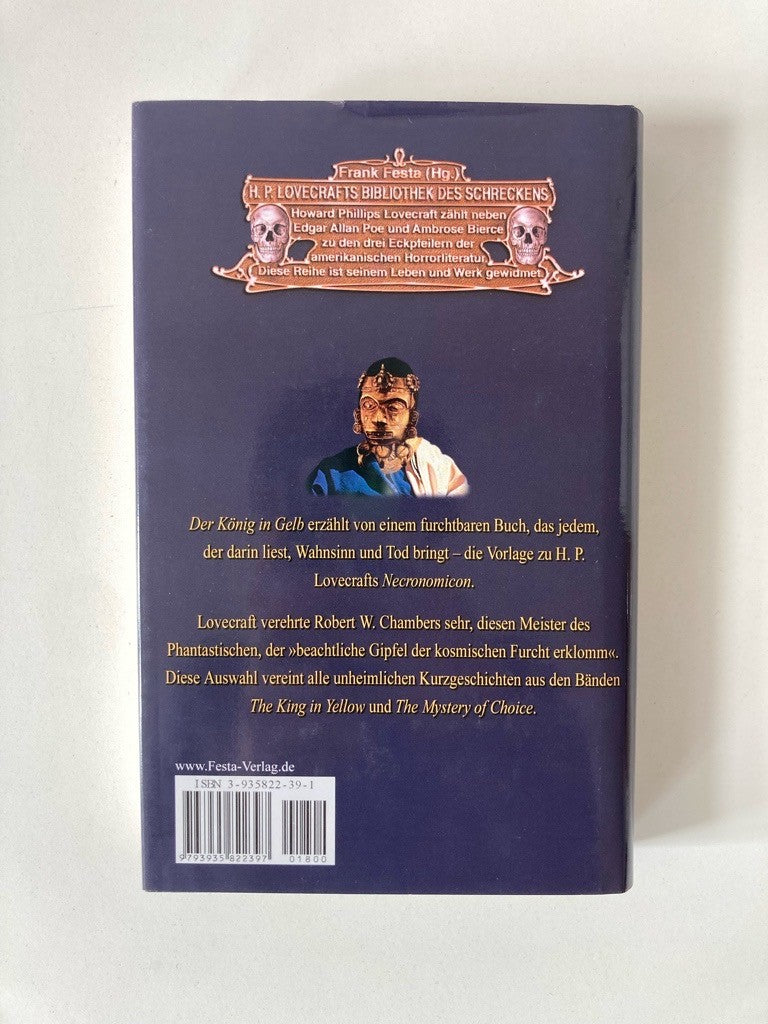 Frank Festa (Hg.)
H. P. LOVECRAFTS BIBLIOTHEK DES SCHRECKENS
Howard Phillips Lovecraft zählt neben
Edgar Allan Poe und Ambrose Bierce
zu den drei Eckpfeilern der
amerikanischen Horrorliteratur.
Diese Reihe ist seinem Leben und Werk gewidmet.
Der König in Gelb erzählt von einem furchtbaren Buch, das jedem,
der darin liest, Wahnsinn und Tod bringt – die Vorlage zu H. P.
Lovecrafts Necronomicon.
Lovecraft verehrte Robert W. Chambers sehr, diesen Meister des
Phantastischen, der »beachtliche Gipfel der kosmischen Furcht erklomm«.
Diese Auswahl vereint alle unheimlichen Kurzgeschichten aus den Bänden
The King in Yellow und The Mystery of Choice.
www.Festa-Verlag.de
ISBN 3-935822-39-1
9793935822397 01800